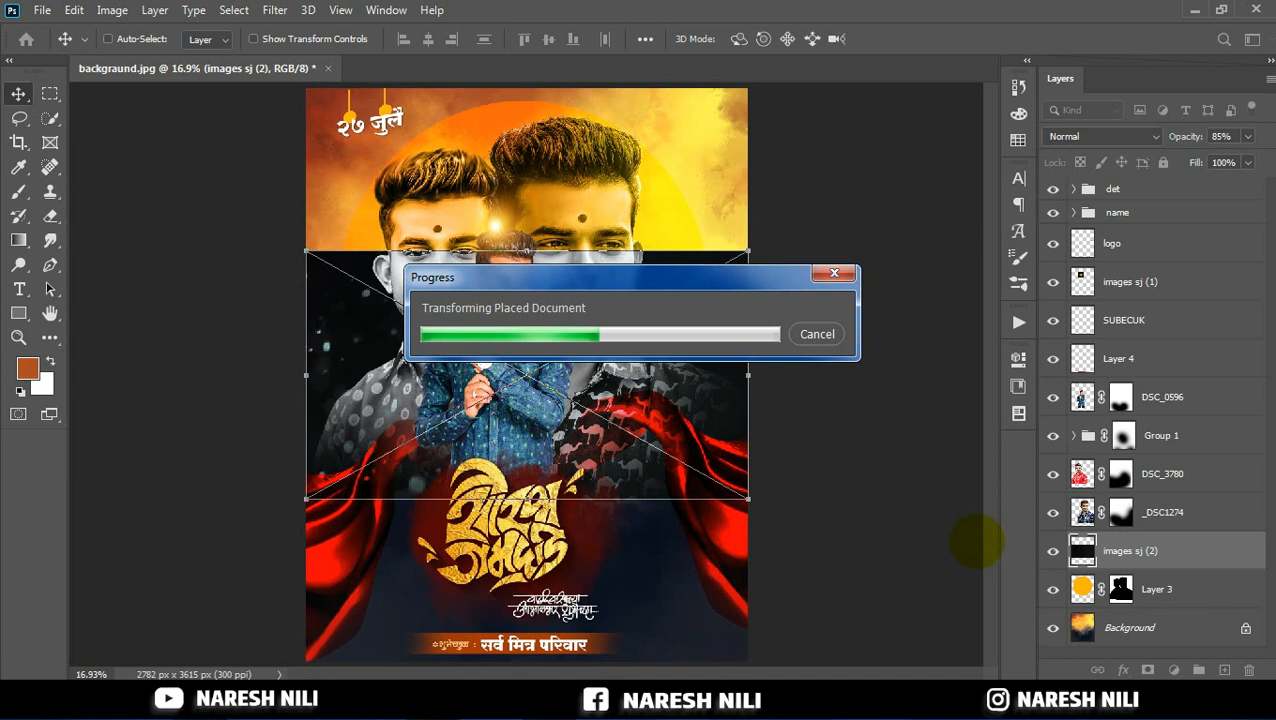 Ps File Edit Image Layer Type Select Filter 3D View Window Help
Auto-Select: Layer Show Transform Controls 3D Mode:
background.jpg @ 16.9% (images sj (2), RGB/8) *
Layers
Kind
Normal Opacity: 85%
Lock: Fill: 100%
det
name
logo
images sj (1)
SUBECUK
Layer 4
DSC_0596
Group 1
DSC_3780
_DSC1274
images sj (2)
Layer 3
Background
२७ जुलै
Progress
Transforming Placed Document
Cancel
शुभेच्छुक : सर्व मित्र परिवार
16.93% 2782 px x 3615 px (300 ppi)
NARESH NILI NARESH NILI NARESH NILI